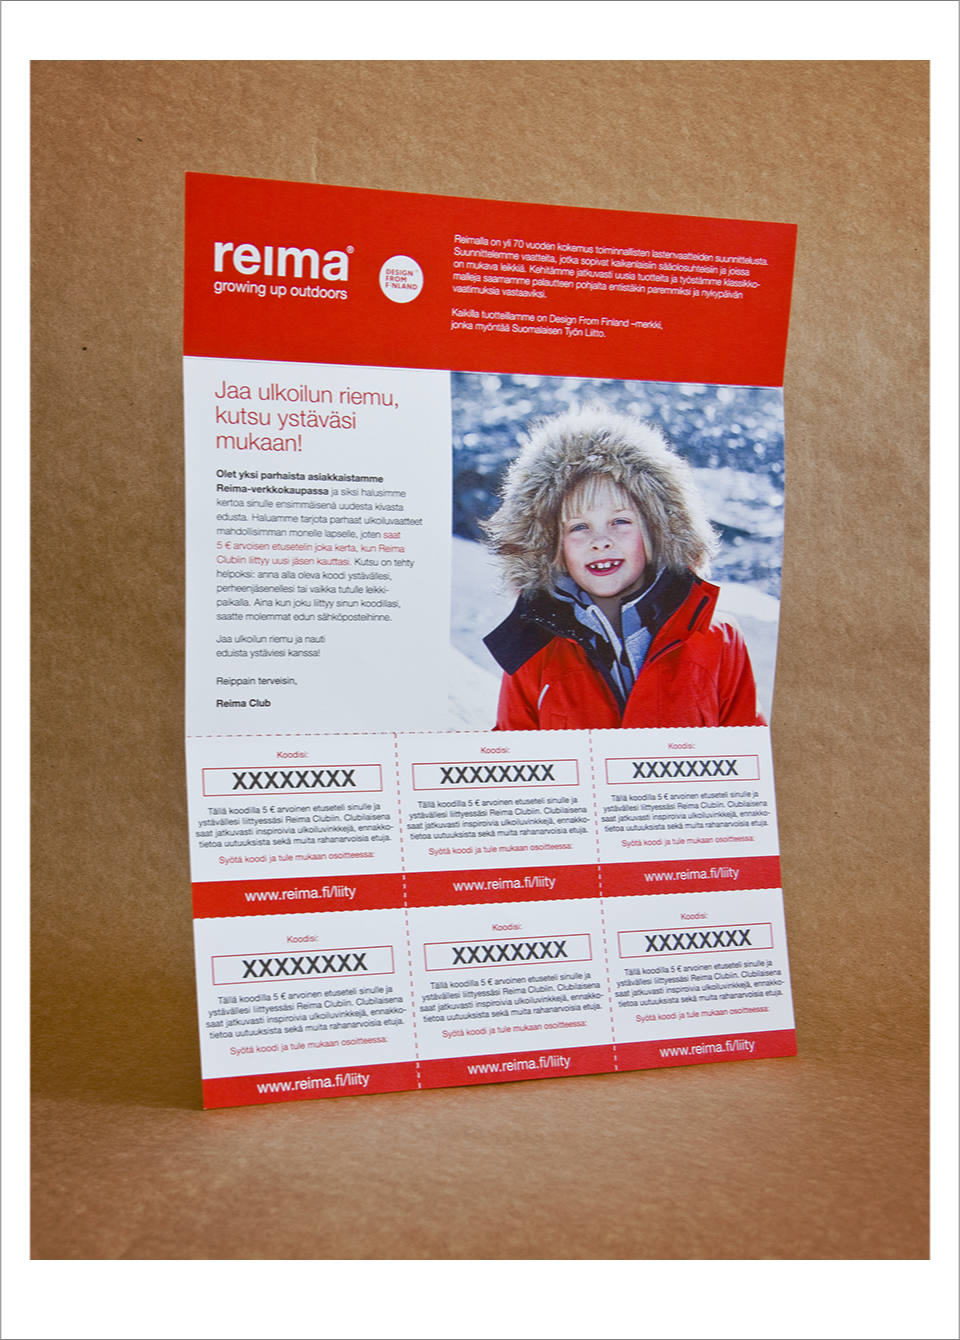 reima®
growing up outdoors
DESIGN
FROM
FINLAND
Reimalla on yli 70 vuoden kokemus toiminnallisten lastenvaatteiden suunnittelusta.
Suunnittelemme vaatteita, jotka sopivat kaikenlaisiin sääolosuhteisiin ja joissa
on mukava leikkiä. Kehitämme jatkuvasti uusia tuotteita ja työstämme klassikko-
malleja saamamme palautteen pohjalta entistäkin paremmiksi ja nykypäivän
vaatimuksia vastaaviksi.
Kaikilla tuotteillamme on Design From Finland –merkki,
jonka myöntää Suomalaisen Työn Liitto.
Jaa ulkoilun riemu,
kutsu ystäväsi
mukaan!
Olet yksi parhaista asiakkaistamme
Reima-verkkokaupassa ja siksi halusimme
kertoa sinulle ensimmäisenä uudesta kivasta
edusta. Haluamme tarjota parhaat ulkoiluvaatteet
mahdollisimman monelle lapselle, joten saat
5 € arvoisen etusetelin joka kerta, kun Reima
Clubiin liittyy uusi jäsen kauttasi. Kutsu on tehty
helpoksi: anna alla oleva koodi ystävällesi,
perheenjäsenellesi tai vaikka tutulle leikki-
paikalla. Aina kun joku liittyy sinun koodillasi,
saatte molemmat edun sähköposteihinne.
Jaa ulkoilun riemu ja nauti
eduista ystäviesi kanssa!
Reippain terveisin,
Reima Club
Koodisi:
XXXXXXXX
Tällä koodilla 5 € arvoinen etuseteli sinulle ja
ystävällesi liittyessäsi Reima Clubiin. Clubilaisena
saat jatkuvasti inspiroivia ulkoiluvinkkejä, ennakko-
tietoa uutuuksista sekä muita rahanarvoisia etuja.
Syötä koodi ja tule mukaan osoitteessa:
www.reima.fi/liity
Koodisi:
XXXXXXXX
Tällä koodilla 5 € arvoinen etuseteli sinulle ja
ystävällesi liittyessäsi Reima Clubiin. Clubilaisena
saat jatkuvasti inspiroivia ulkoiluvinkkejä, ennakko-
tietoa uutuuksista sekä muita rahanarvoisia etuja.
Syötä koodi ja tule mukaan osoitteessa:
www.reima.fi/liity
Koodisi:
XXXXXXXX
Tällä koodilla 5 € arvoinen etuseteli sinulle ja
ystävällesi liittyessäsi Reima Clubiin. Clubilaisena
saat jatkuvasti inspiroivia ulkoiluvinkkejä, ennakko-
tietoa uutuuksista sekä muita rahanarvoisia etuja.
Syötä koodi ja tule mukaan osoitteessa:
www.reima.fi/liity
Koodisi:
XXXXXXXX
Tällä koodilla 5 € arvoinen etuseteli sinulle ja
ystävällesi liittyessäsi Reima Clubiin. Clubilaisena
saat jatkuvasti inspiroivia ulkoiluvinkkejä, ennakko-
tietoa uutuuksista sekä muita rahanarvoisia etuja.
Syötä koodi ja tule mukaan osoitteessa:
www.reima.fi/liity
Koodisi:
XXXXXXXX
Tällä koodilla 5 € arvoinen etuseteli sinulle ja
ystävällesi liittyessäsi Reima Clubiin. Clubilaisena
saat jatkuvasti inspiroivia ulkoiluvinkkejä, ennakko-
tietoa uutuuksista sekä muita rahanarvoisia etuja.
Syötä koodi ja tule mukaan osoitteessa:
www.reima.fi/liity
Koodisi:
XXXXXXXX
Tällä koodilla 5 € arvoinen etuseteli sinulle ja
ystävällesi liittyessäsi Reima Clubiin. Clubilaisena
saat jatkuvasti inspiroivia ulkoiluvinkkejä, ennakko-
tietoa uutuuksista sekä muita rahanarvoisia etuja.
Syötä koodi ja tule mukaan osoitteessa:
www.reima.fi/liity